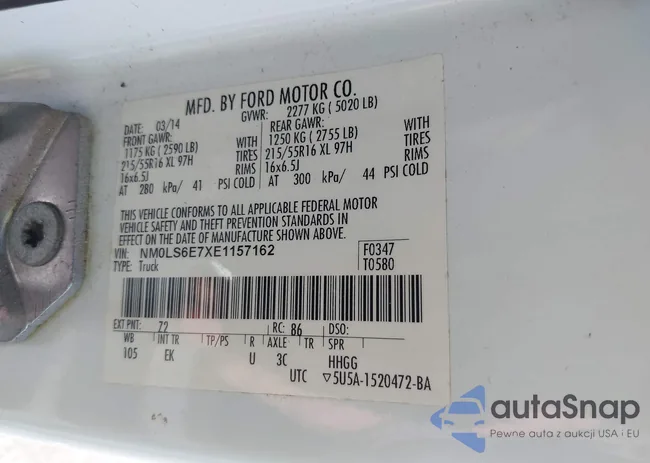 MFD. BY FORD MOTOR CO.
DATE: 03/14 GVWR: 2277 KG ( 5020 LB)
FRONT GAWR: REAR GAWR:
1175 KG ( 2590 LB) WITH 1250 KG ( 2755 LB) WITH
215/55R16 XL 97H TIRES 215/55R16 XL 97H TIRES
16x6.5J RIMS 16x6.5J RIMS
AT 280 kPa/ 41 PSI COLD AT 300 kPa/ 44 PSI COLD
THIS VEHICLE CONFORMS TO ALL APPLICABLE FEDERAL MOTOR
VEHICLE SAFETY AND THEFT PREVENTION STANDARDS IN
EFFECT ON THE DATE OF MANUFACTURE SHOWN ABOVE.
VIN: NM0LS6E7XE1157162 F0347
TYPE: Truck T0580
EXT PNT: Z2 RC: 86 DSO:
WB INT TR TP/PS R AXLE TR SPR
105 EK U 3C HHGG
UTC ▽5U5A-1520472-BA
autaSnap
Pewne auta z aukcji USA i EU